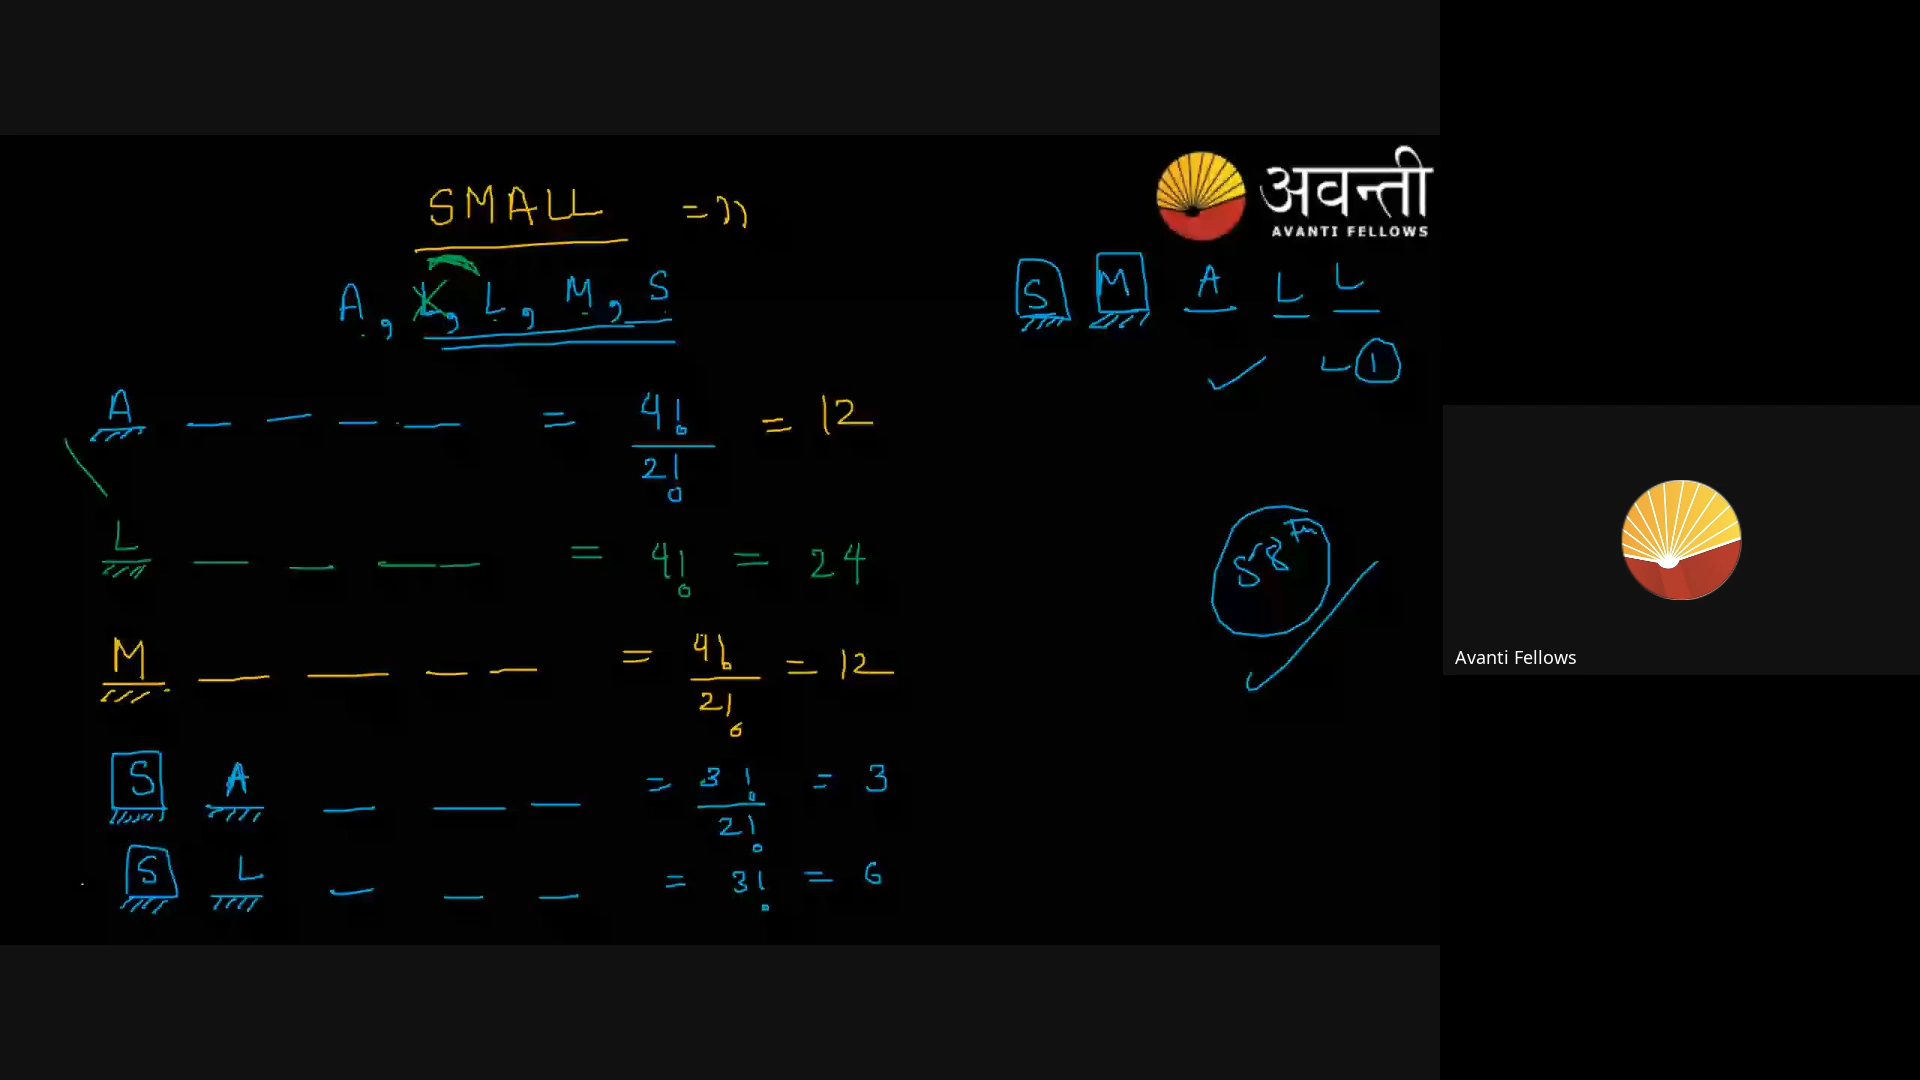 SMALL = ))
A, L, L, M, S
A _ _ _ _ = 4!/2! = 12
L _ _ _ _ = 4! = 24
M _ _ _ _ = 4!/2! = 12
S A _ _ _ = 3!/2! = 3
S L _ _ _ = 3! = 6
अवन्ती
AVANTI FELLOWS
S M A L L
1
58
Avanti Fellows